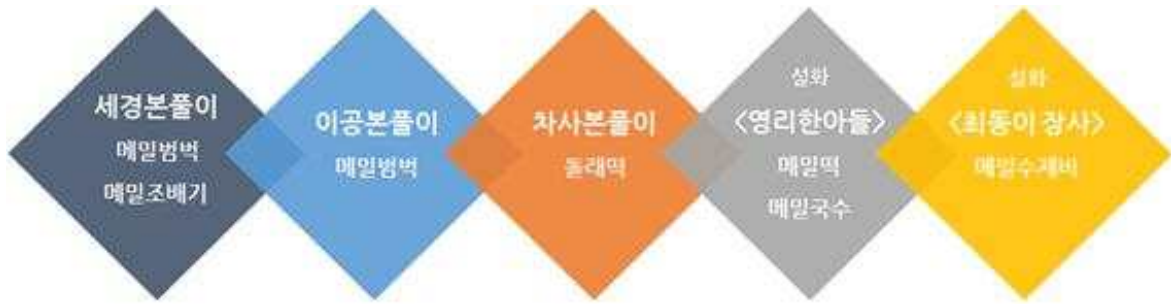 세경본풀이
메밀범벅
메밀조배기
이공본풀이
메밀범벅
차사본풀이
돌래떡
설화
<영리한아들>
메밀떡
메밀국수
설화
<최동이 장사>
메밀수제비